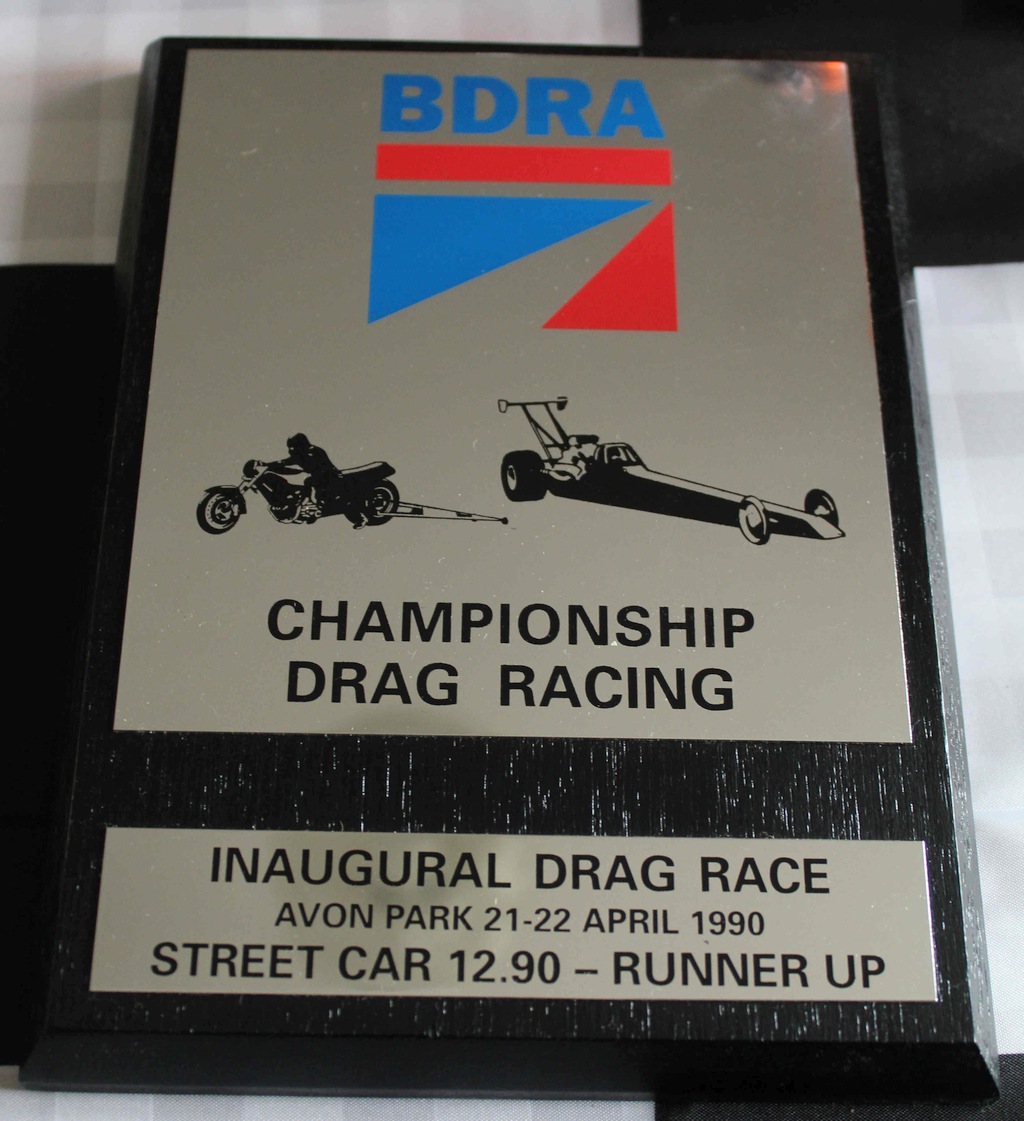 BDRA
CHAMPIONSHIP
DRAG RACING
INAUGURAL DRAG RACE
AVON PARK 21-22 APRIL 1990
STREET CAR 12.90 – RUNNER UP